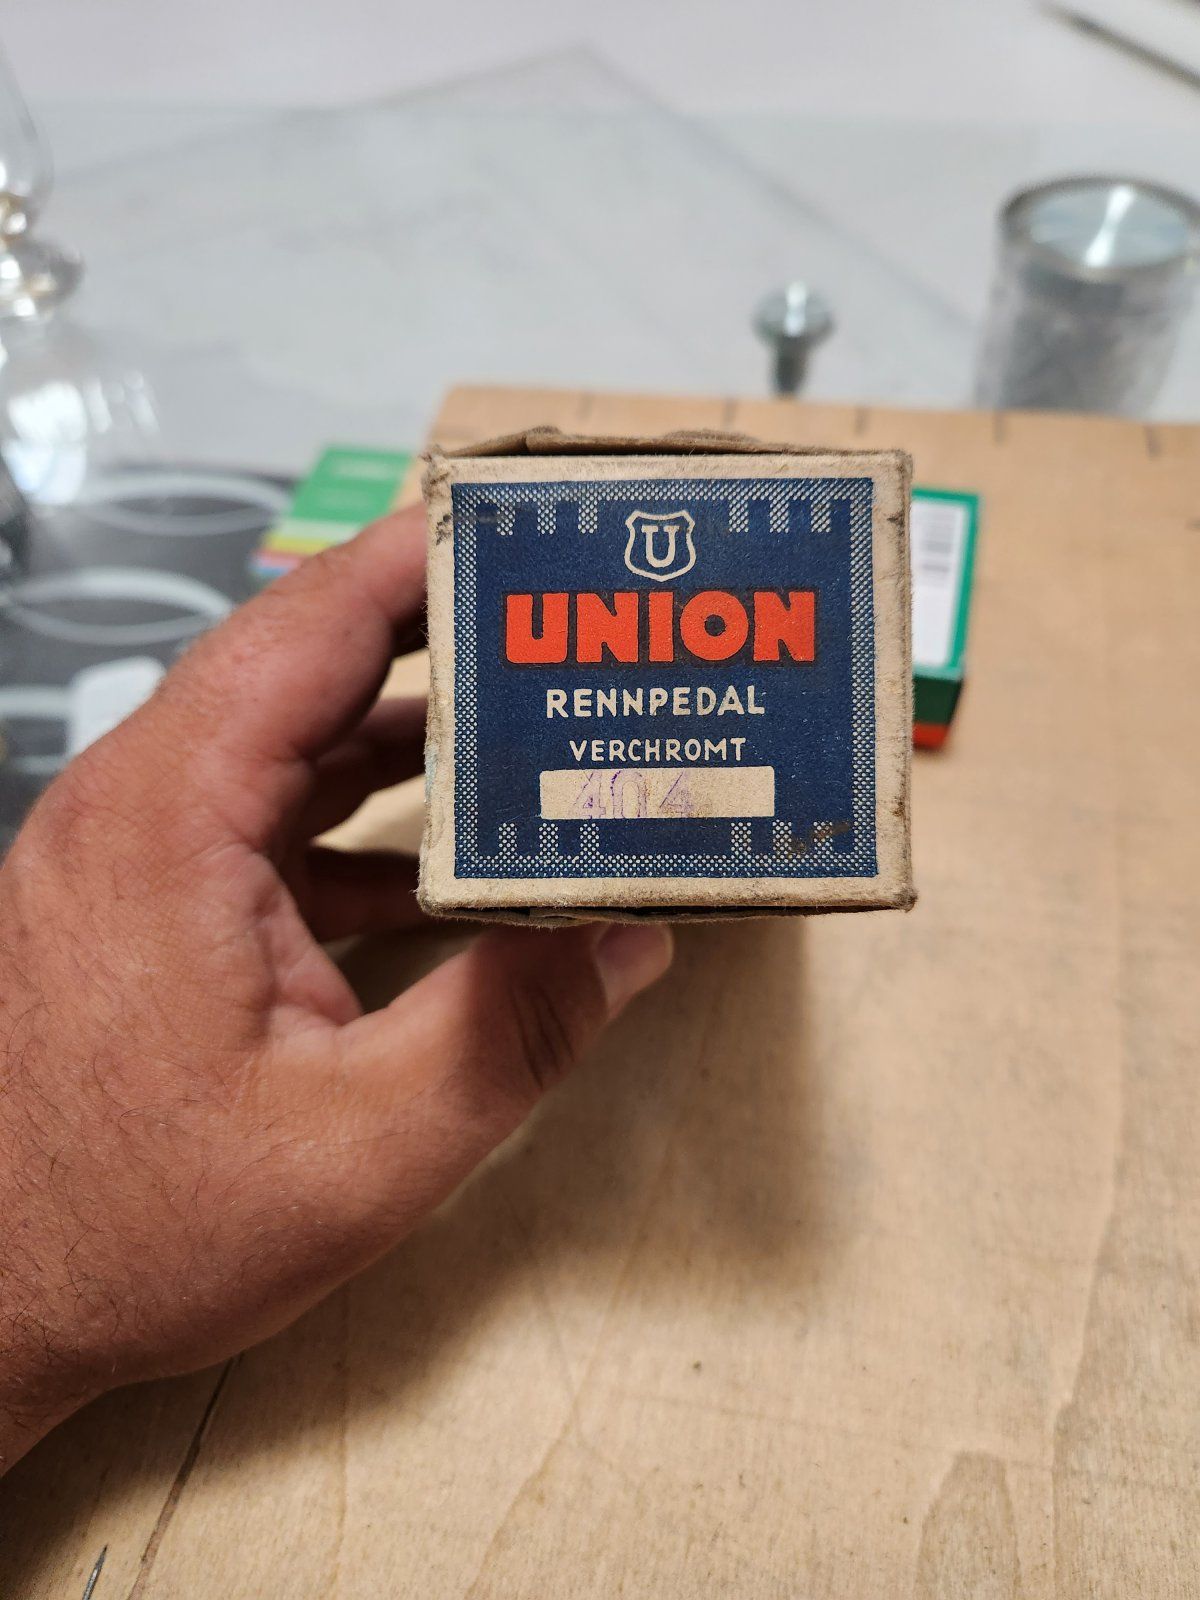 U
UNION
RENNPEDAL
VERCHROMT
404